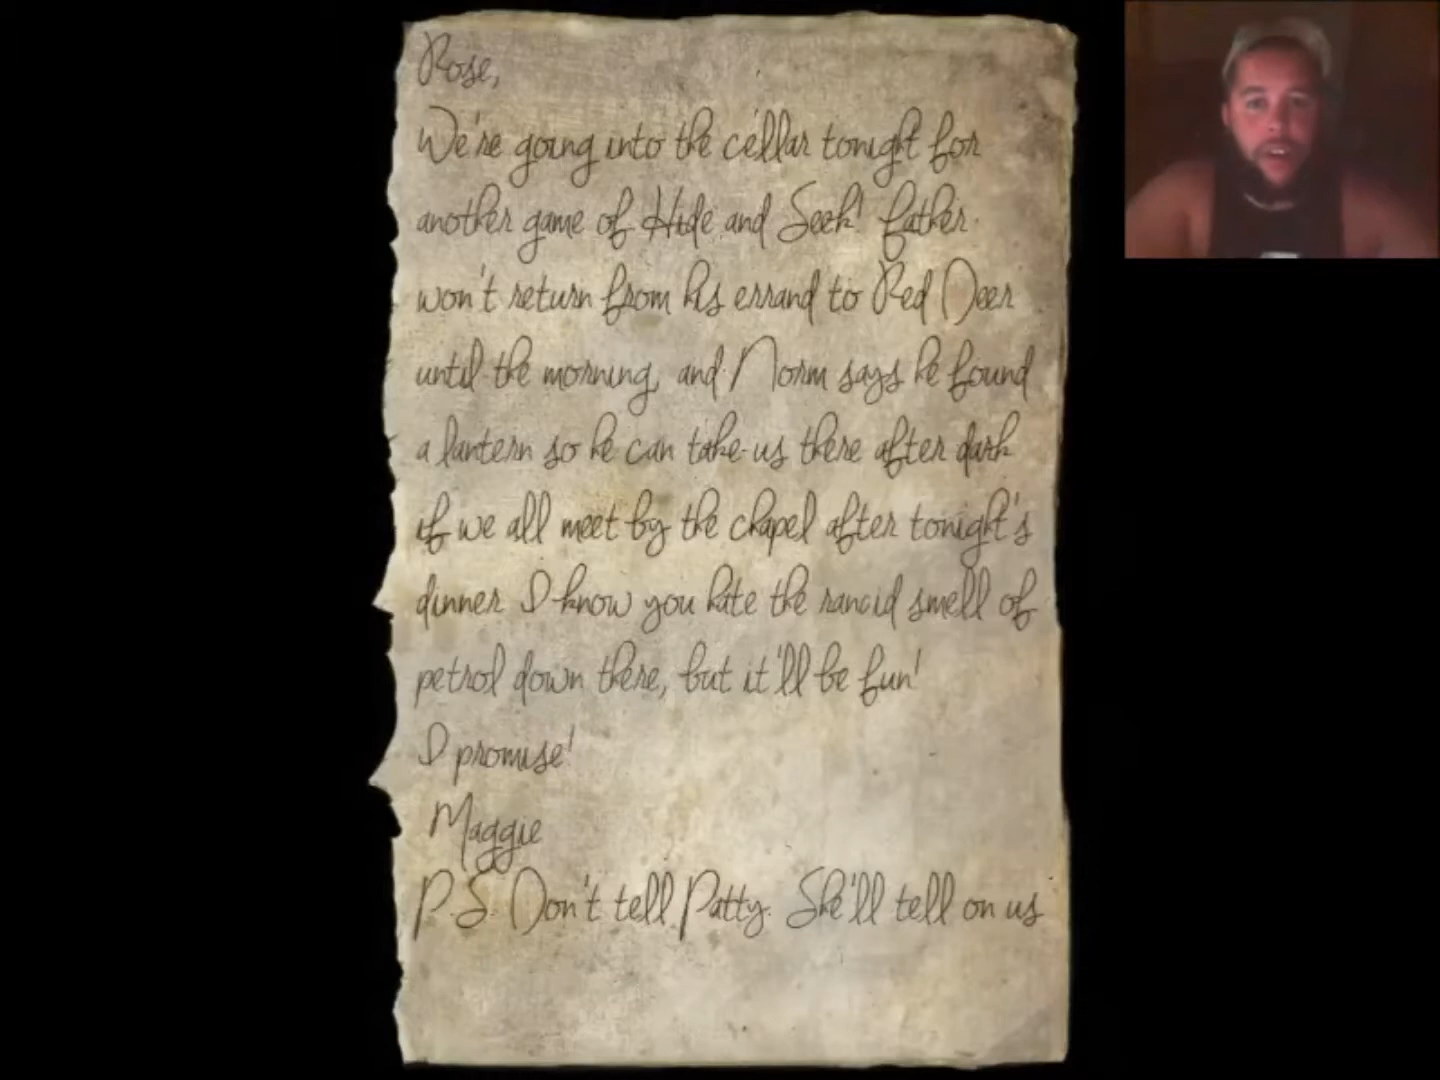 Rose,
We're going into the cellar tonight for
another game of Hide and Seek! Father
won't return from his errand to Red Deer
until the morning, and Norm says he found
a lantern so he can take us there after dark
if we all meet by the chapel after tonight's
dinner. I know you hate the rancid smell of
petrol down there, but it'll be fun!
I promise!
Maggie
P.S. Don't tell Patty. She'll tell on us